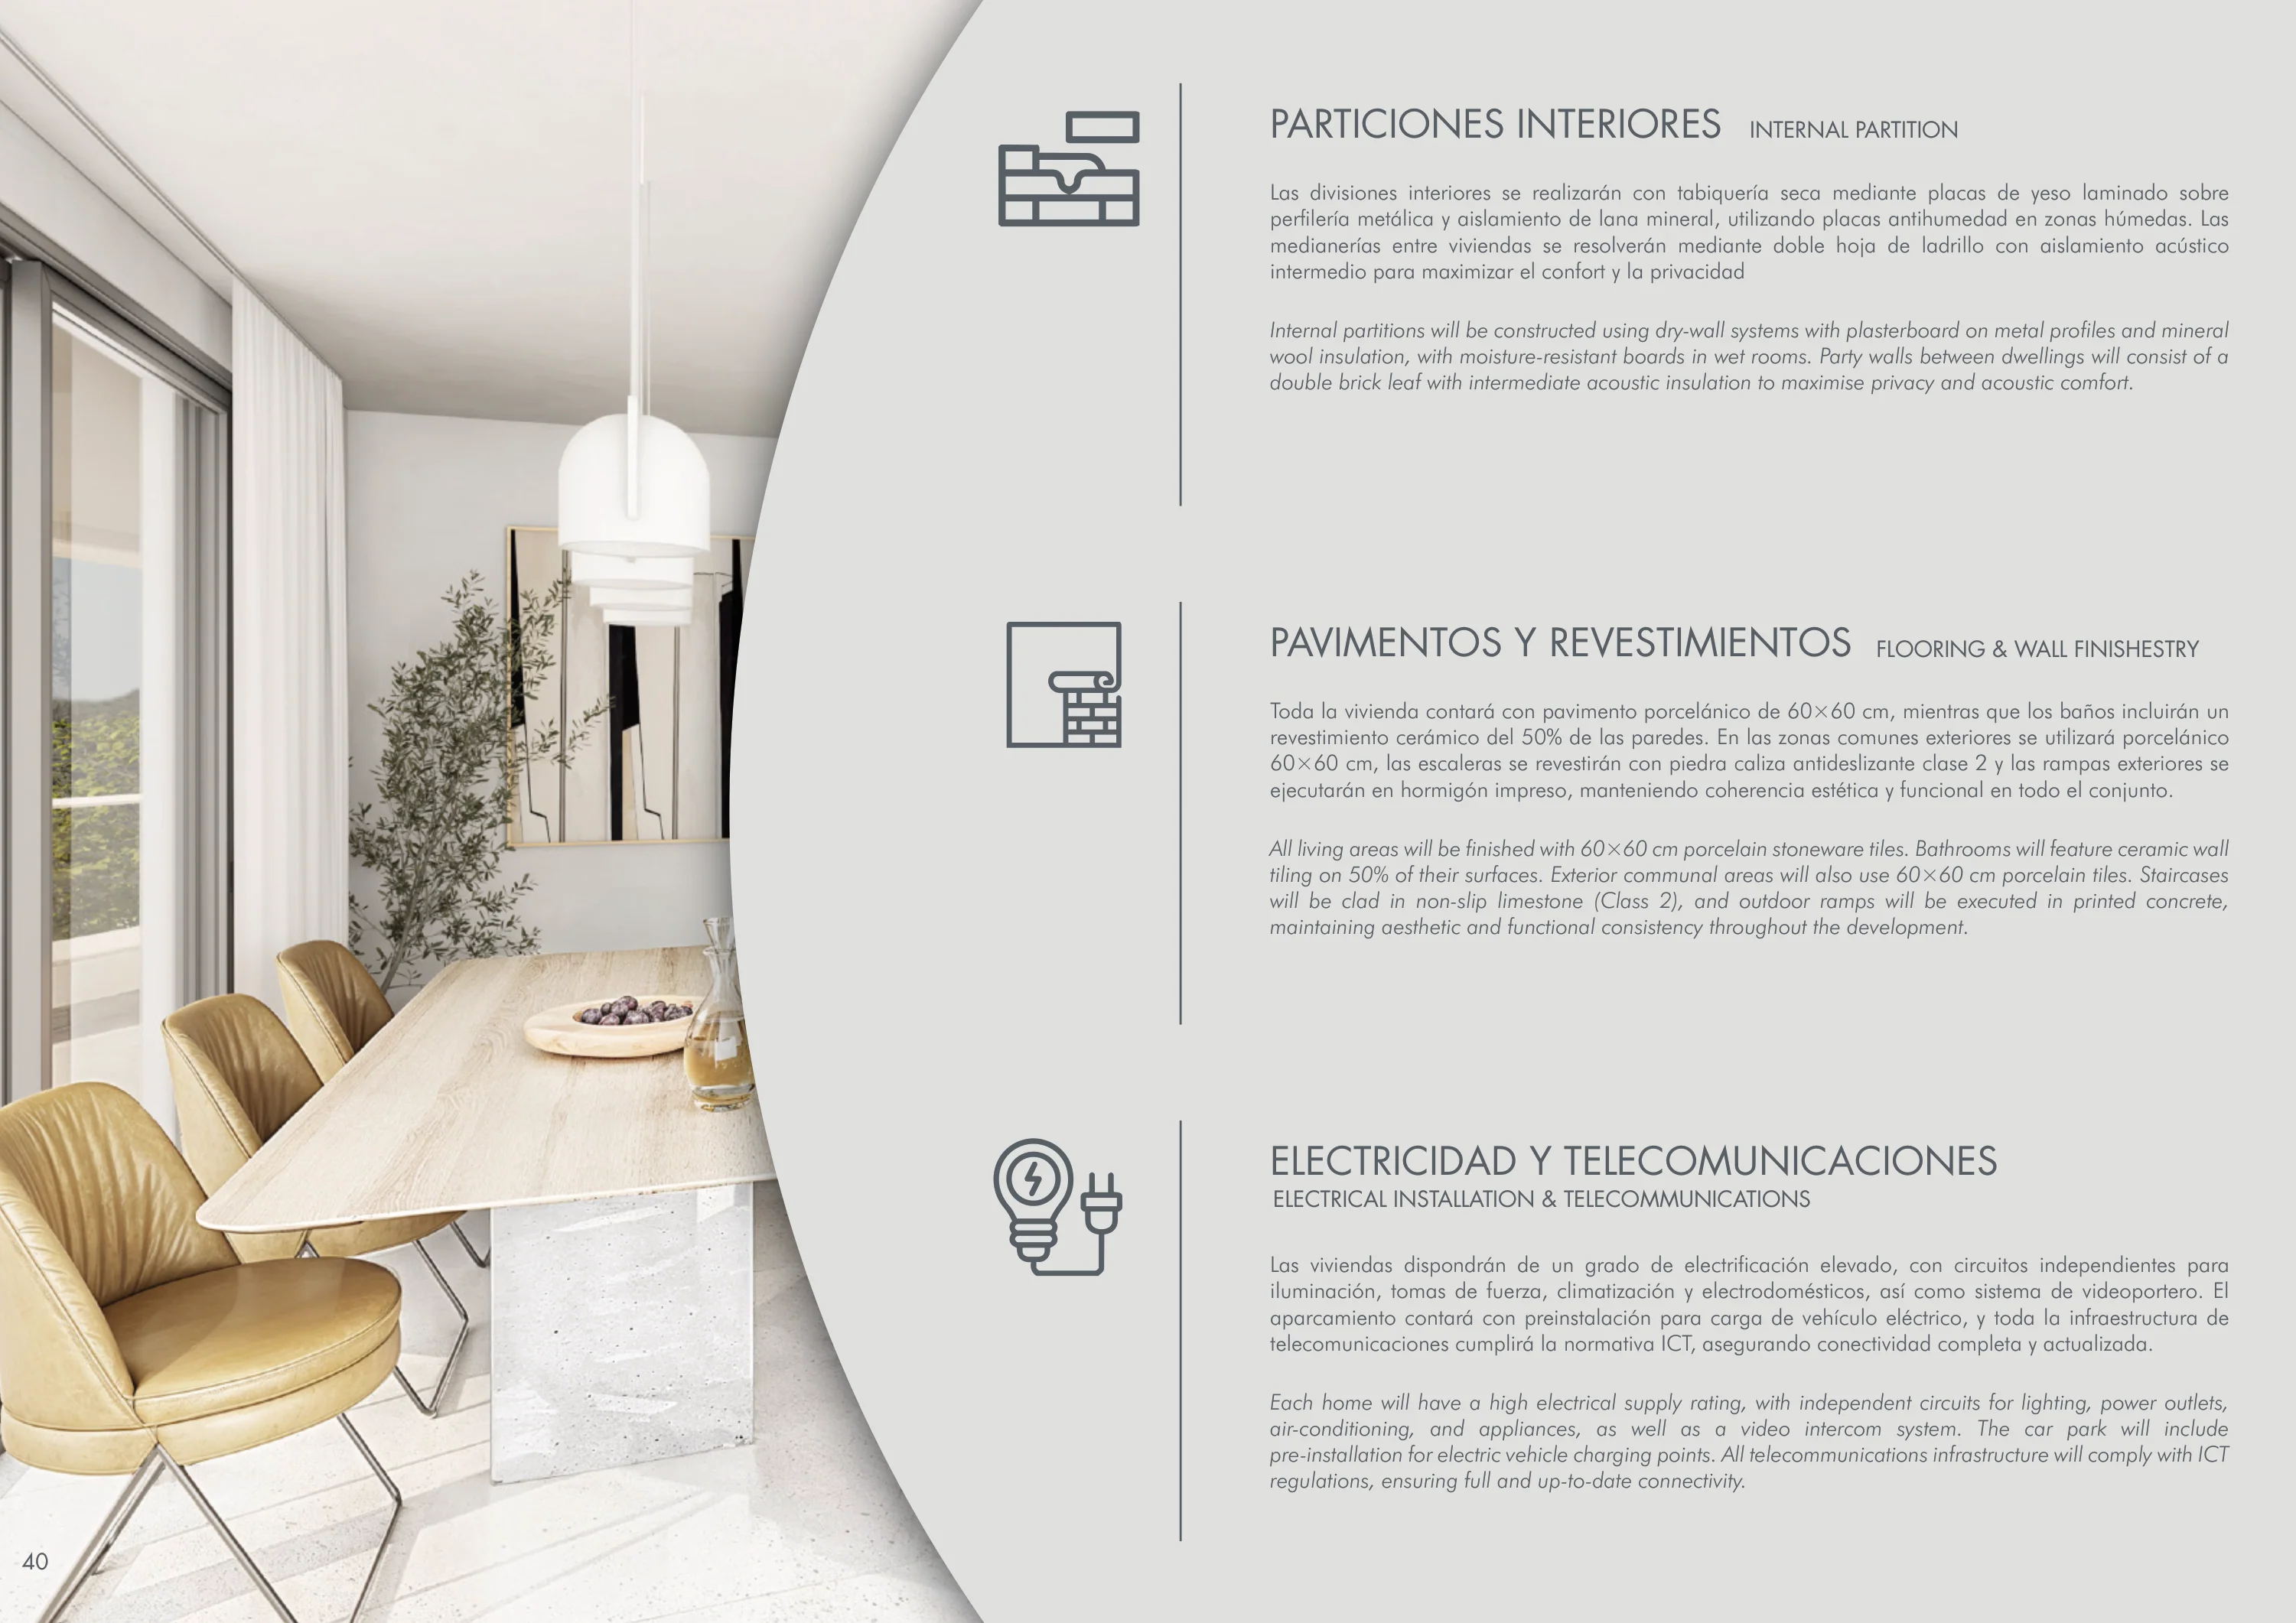 PARTICIONES INTERIORES INTERNAL PARTITION
Las divisiones interiores se realizarán con tabiquería seca mediante placas de yeso laminado sobre
perfilería metálica y aislamiento de lana mineral, utilizando placas antihumedad en zonas húmedas. Las
medianerías entre viviendas se resolverán mediante doble hoja de ladrillo con aislamiento acústico
intermedio para maximizar el confort y la privacidad
Internal partitions will be constructed using dry-wall systems with plasterboard on metal profiles and mineral
wool insulation, with moisture-resistant boards in wet rooms. Party walls between dwellings will consist of a
double brick leaf with intermediate acoustic insulation to maximise privacy and acoustic comfort.
PAVIMENTOS Y REVESTIMIENTOS FLOORING & WALL FINISHESTRY
Toda la vivienda contará con pavimento porcelánico de 60×60 cm, mientras que los baños incluirán un
revestimiento cerámico del 50% de las paredes. En las zonas comunes exteriores se utilizará porcelánico
60×60 cm, las escaleras se revestirán con piedra caliza antideslizante clase 2 y las rampas exteriores se
ejecutarán en hormigón impreso, manteniendo coherencia estética y funcional en todo el conjunto.
All living areas will be finished with 60×60 cm porcelain stoneware tiles. Bathrooms will feature ceramic wall
tiling on 50% of their surfaces. Exterior communal areas will also use 60×60 cm porcelain tiles. Staircases
will be clad in non-slip limestone (Class 2), and outdoor ramps will be executed in printed concrete,
maintaining aesthetic and functional consistency throughout the development.
ELECTRICIDAD Y TELECOMUNICACIONES
ELECTRICAL INSTALLATION & TELECOMMUNICATIONS
Las viviendas dispondrán de un grado de electrificación elevado, con circuitos independientes para
iluminación, tomas de fuerza, climatización y electrodomésticos, así como sistema de videoportero. El
aparcamiento contará con preinstalación para carga de vehículo eléctrico, y toda la infraestructura de
telecomunicaciones cumplirá la normativa ICT, asegurando conectividad completa y actualizada.
Each home will have a high electrical supply rating, with independent circuits for lighting, power outlets,
air-conditioning, and appliances, as well as a video intercom system. The car park will include
pre-installation for electric vehicle charging points. All telecommunications infrastructure will comply with ICT
regulations, ensuring full and up-to-date connectivity.
40